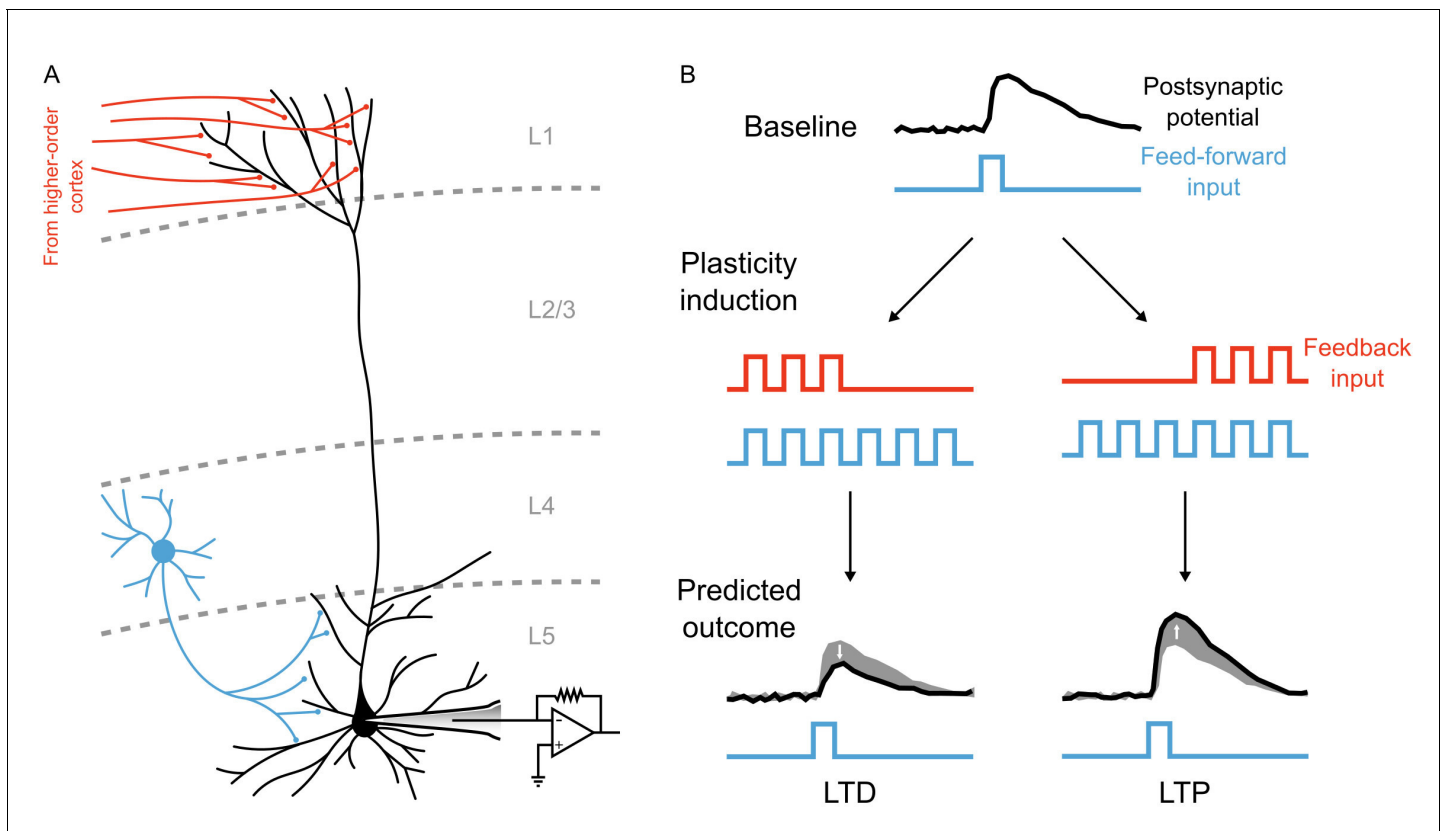 A
From higher-order
cortex
L1
L2/3
L4
L5
B
Baseline
Postsynaptic
potential
Feed-forward
input
Plasticity
induction
Feedback
input
Predicted
outcome
LTD
LTP